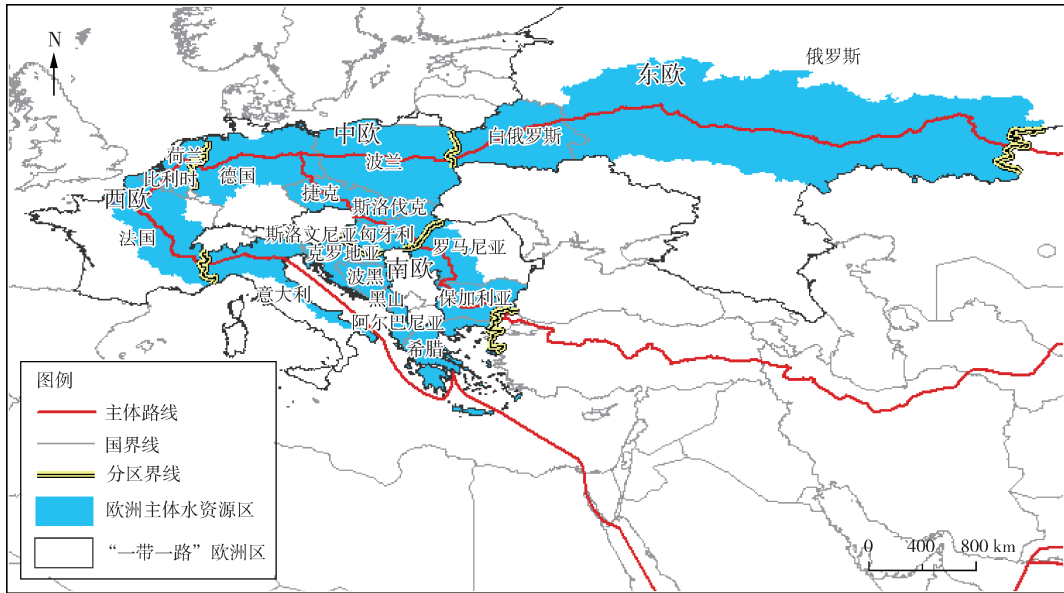 N
俄罗斯
东欧
中欧
白俄罗斯
荷兰
波兰
比利时
德国
西欧
捷克
斯洛伐克
法国
斯洛文尼亚
匈牙利
克罗地亚
罗马尼亚
南欧
波黑
意大利
黑山
保加利亚
阿尔巴尼亚
希腊
图例
主体路线
国界线
分区界线
欧洲主体水资源区
“一带一路”欧洲区
0 400 800 km